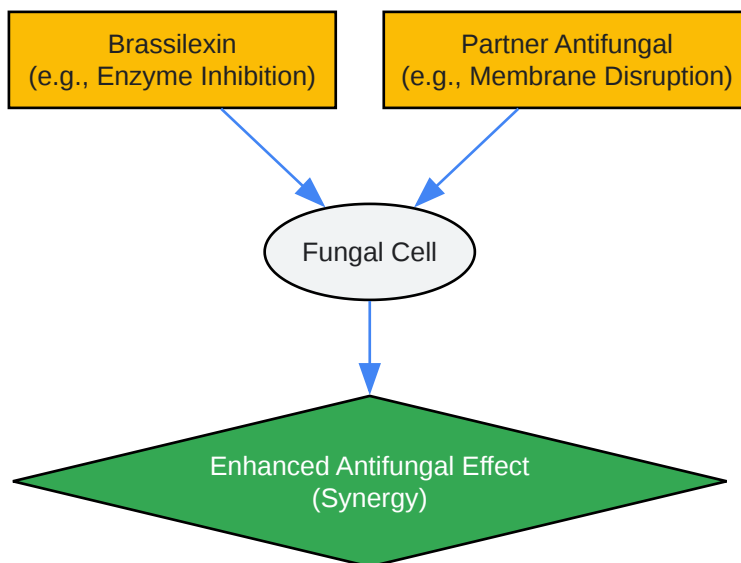 Brassilexin
(e.g., Enzyme Inhibition)
Partner Antifungal
(e.g., Membrane Disruption)
Fungal Cell
Enhanced Antifungal Effect
(Synergy)